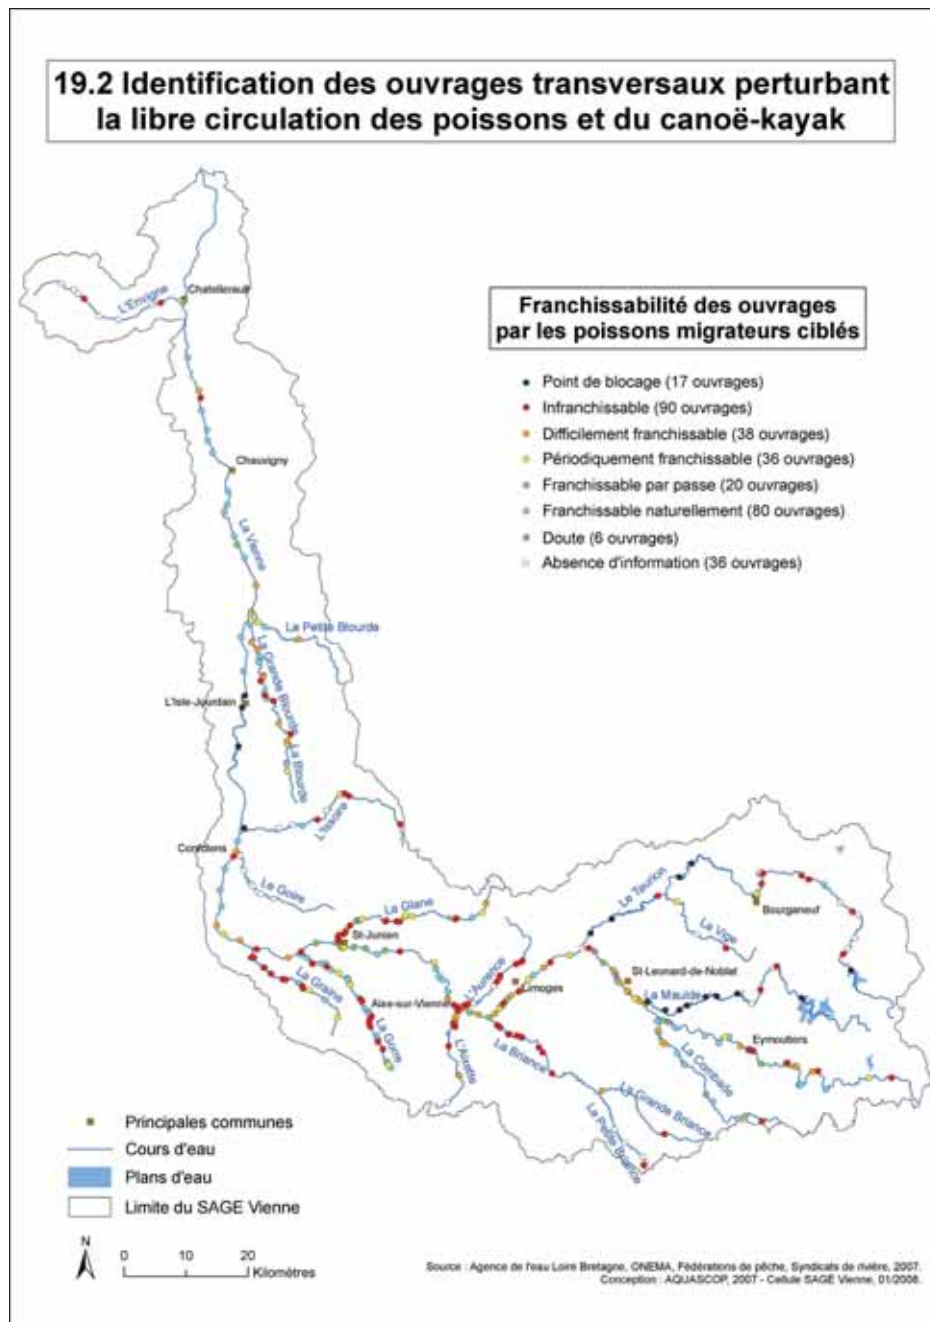 19.2 Identification des ouvrages transversaux perturbant
la libre circulation des poissons et du canoë-kayak
Chatellerault
L'Envigne
Franchissabilité des ouvrages
par les poissons migrateurs ciblés
Point de blocage (17 ouvrages)
Infranchissable (90 ouvrages)
Difficilement franchissable (38 ouvrages)
Périodiquement franchissable (36 ouvrages)
Franchissable par passe (20 ouvrages)
Franchissable naturellement (80 ouvrages)
Doute (6 ouvrages)
Absence d'information (36 ouvrages)
Chauvigny
La Vienne
La Petite Blourde
La Grande Blourde
L'Isle-Jourdain
La Blourde
L'Issoire
Confolens
Le Goire
La Glane
St-Junien
Le Taurion
Bourganeuf
La Vige
La Graine
L'Aurence
Limoges
St-Leonard-de-Noblat
Aixe-sur-Vienne
La Maulde
La Gorre
L'Aixette
La Briance
Eymoutiers
La Combade
La Grande Briance
La Petite Briance
Principales communes
Cours d'eau
Plans d'eau
Limite du SAGE Vienne
N
0 10 20
Kilomètres
Source : Agence de l'eau Loire Bretagne, ONEMA, Fédérations de pêche, Syndicats de rivière, 2007.
Conception : AQUASCOP, 2007 - Cellule SAGE Vienne, 01/2008.